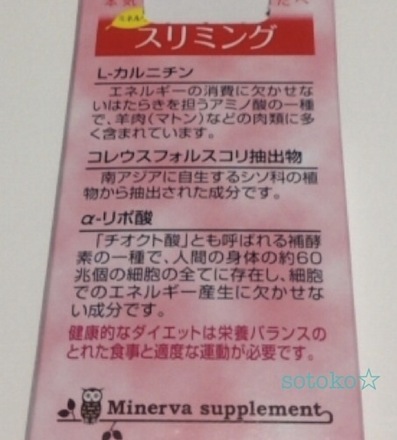 本気
ミネル
スリミング
L-カルニチン
エネルギーの消費に欠かせな
いはたらきを担うアミノ酸の一種
で、羊肉(マトン)などの肉類に多
く含まれています。
コレウスフォルスコリ抽出物
南アジアに自生するシソ科の植
物から抽出された成分です。
α-リポ酸
「チオクト酸」とも呼ばれる補酵
素の一種で、人間の身体の約60
兆個の細胞の全てに存在し、細胞
でのエネルギー産生に欠かせな
い成分です。
健康的なダイエットは栄養バランスの
とれた食事と適度な運動が必要です。
sotoko☆
Minerva supplement